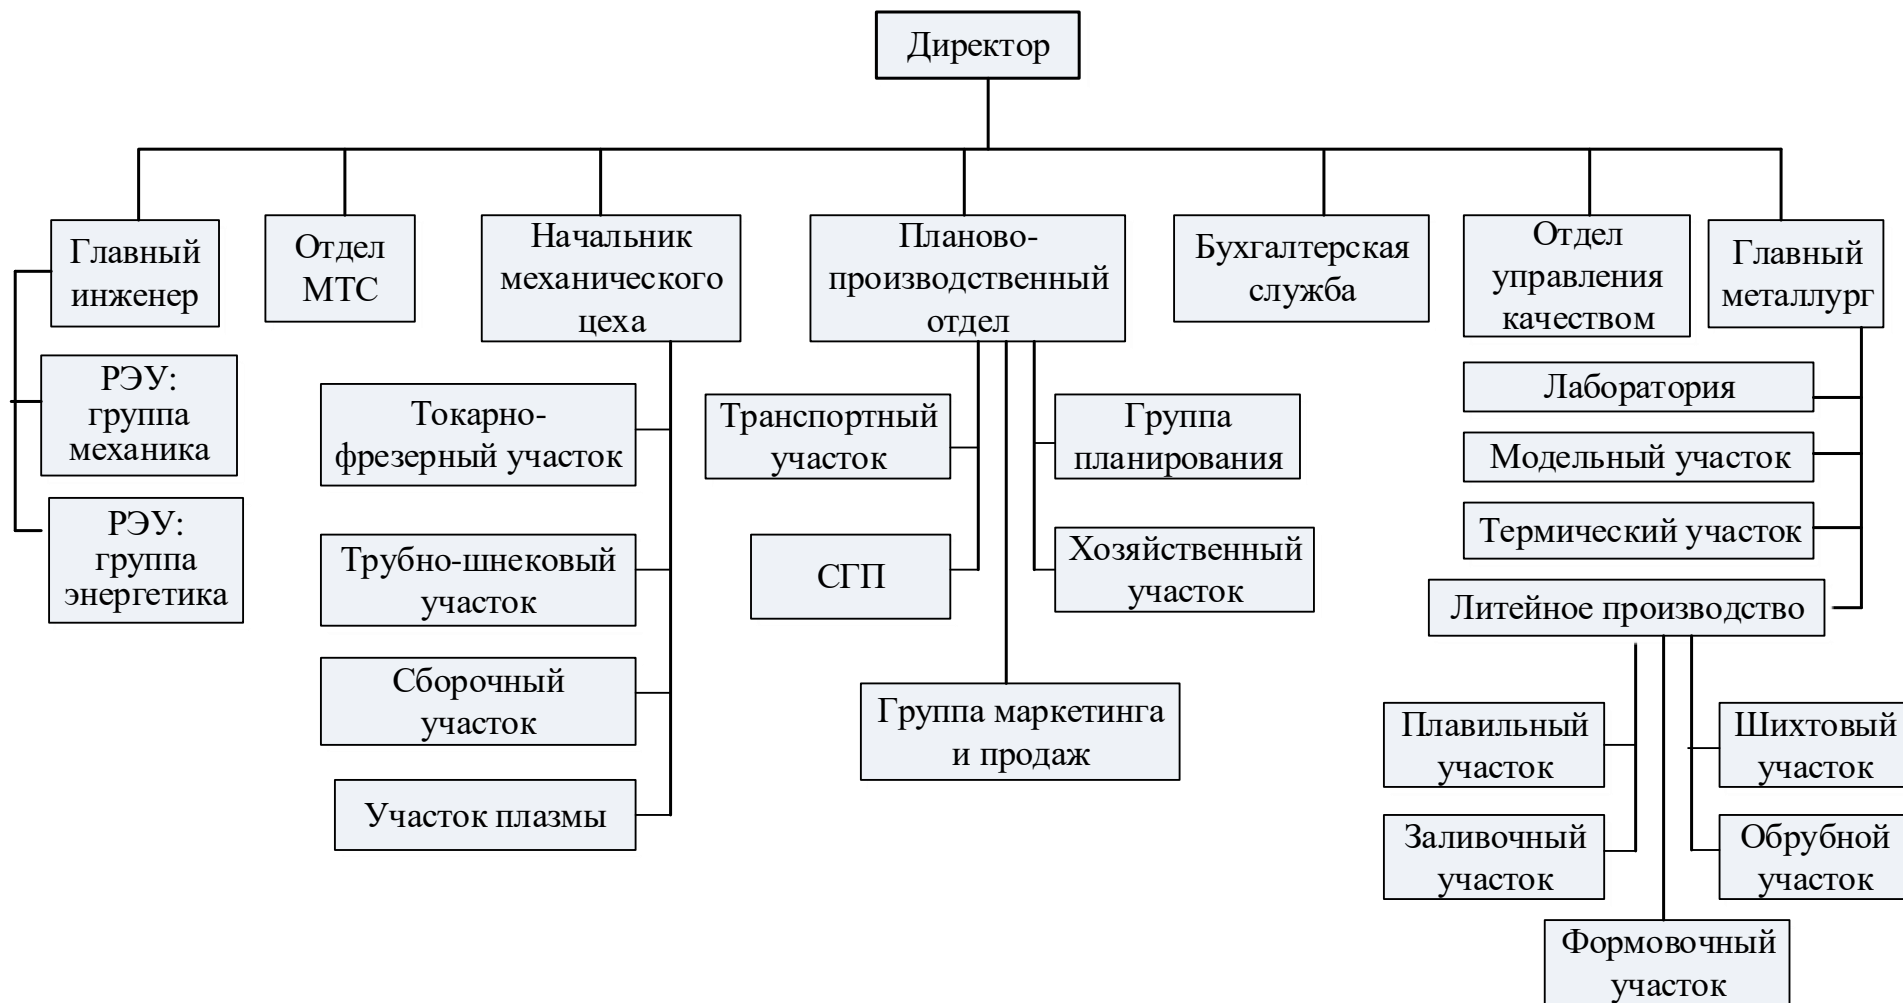 Директор
Главный
инженер
Отдел
МТС
Начальник
механического
цеха
Планово-
производственный
отдел
Бухгалтерская
служба
Отдел
управления
качеством
Главный
металлург
РЭУ:
группа
механика
РЭУ:
группа
энергетика
Токарно-
фрезерный участок
Трубно-шнековый
участок
Сборочный
участок
Участок плазмы
Транспортный
участок
СГП
Группа
планирования
Хозяйственный
участок
Группа маркетинга
и продаж
Лаборатория
Модельный участок
Термический участок
Литейное производство
Плавильный
участок
Заливочный
участок
Шихтовый
участок
Обрубной
участок
Формовочный
участок